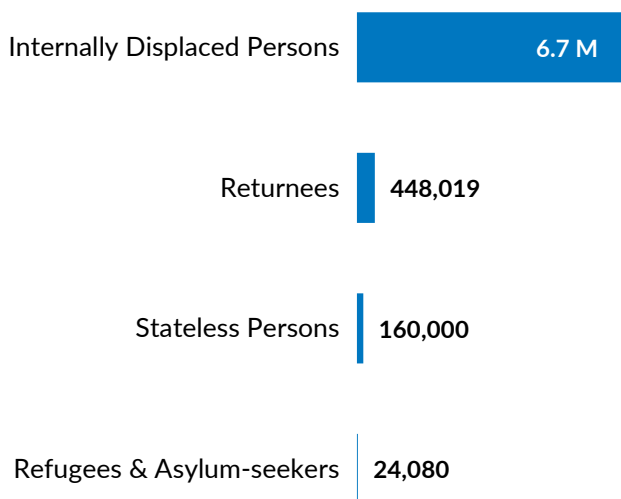 Internally Displaced Persons 6.7 M
Returnees 448,019
Stateless Persons 160,000
Refugees & Asylum-seekers 24,080